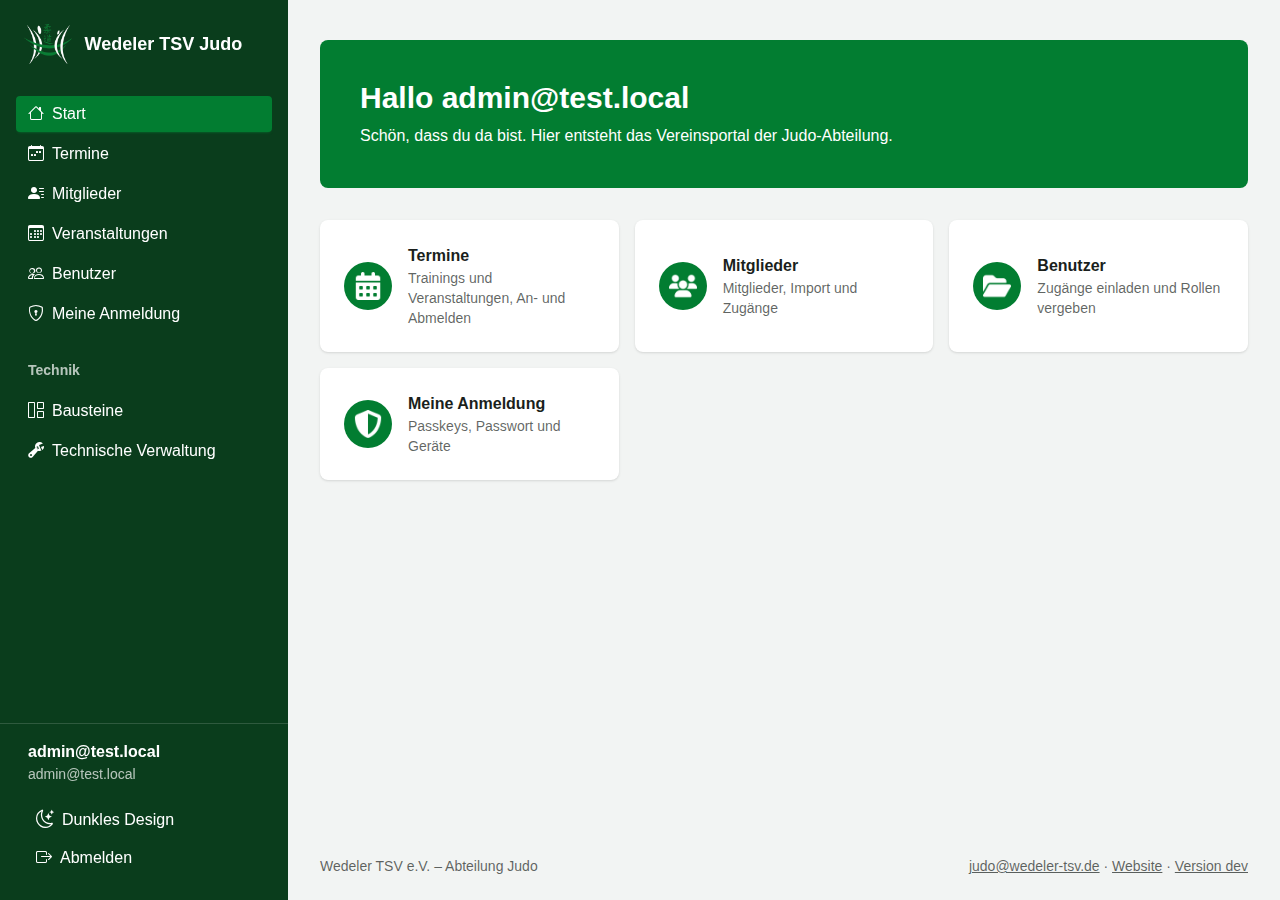 Wedeler TSV Judo
Start
Termine
Mitglieder
Veranstaltungen
Benutzer
Meine Anmeldung
Technik
Bausteine
Technische Verwaltung
admin@test.local
admin@test.local
Dunkles Design
Abmelden
Hallo admin@test.local
Schön, dass du da bist. Hier entsteht das Vereinsportal der Judo-Abteilung.
Termine
Trainings und
Veranstaltungen, An- und
Abmelden
Mitglieder
Mitglieder, Import und
Zugänge
Benutzer
Zugänge einladen und Rollen
vergeben
Meine Anmeldung
Passkeys, Passwort und
Geräte
Wedeler TSV e.V. – Abteilung Judo
judo@wedeler-tsv.de · Website · Version dev